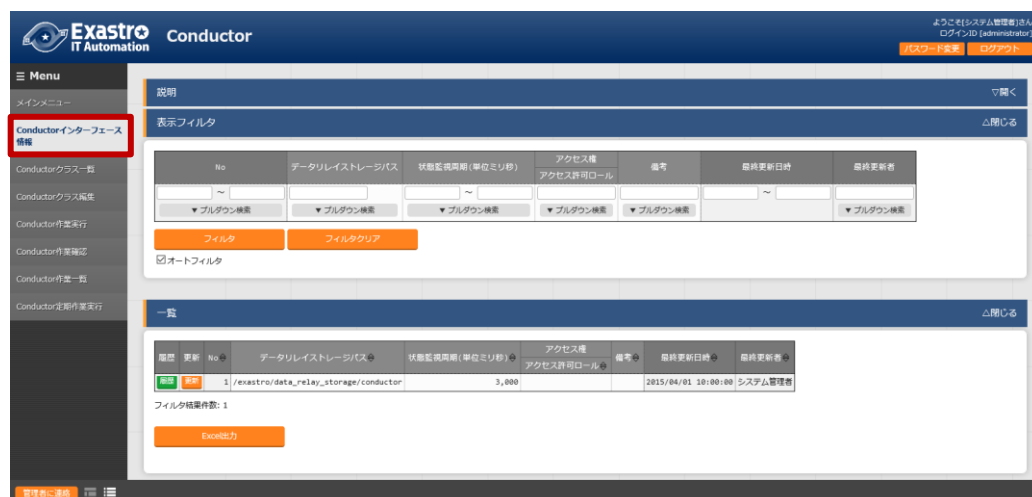 Exastro
IT Automation
Conductor
ようこそ[システム管理者]さん
ログインID [administrator]
パスワード変更 ログアウト
≡ Menu
メインメニュー
Conductorインターフェース
情報
Conductorクラス一覧
Conductorクラス編集
Conductor作業実行
Conductor作業確認
Conductor作業一覧
Conductor定期作業実行
説明 ▽開く
表示フィルタ △閉じる
No データリレイストレージパス 状態監視周期(単位ミリ秒) アクセス権 備考 最終更新日時 最終更新者
アクセス許可ロール
~ ~ ~
▼プルダウン検索 ▼プルダウン検索 ▼プルダウン検索 ▼プルダウン検索 ▼プルダウン検索 ▼プルダウン検索
フィルタ フィルタクリア
オートフィルタ
一覧 △閉じる
履歴 更新 No データリレイストレージパス 状態監視周期(単位ミリ秒) アクセス権 備考 最終更新日時 最終更新者
アクセス許可ロール
履歴 更新 1 /exastro/data_relay_storage/conductor 3,000 2015/04/01 10:00:00 システム管理者
フィルタ結果件数: 1
Excel出力
管理者に連絡